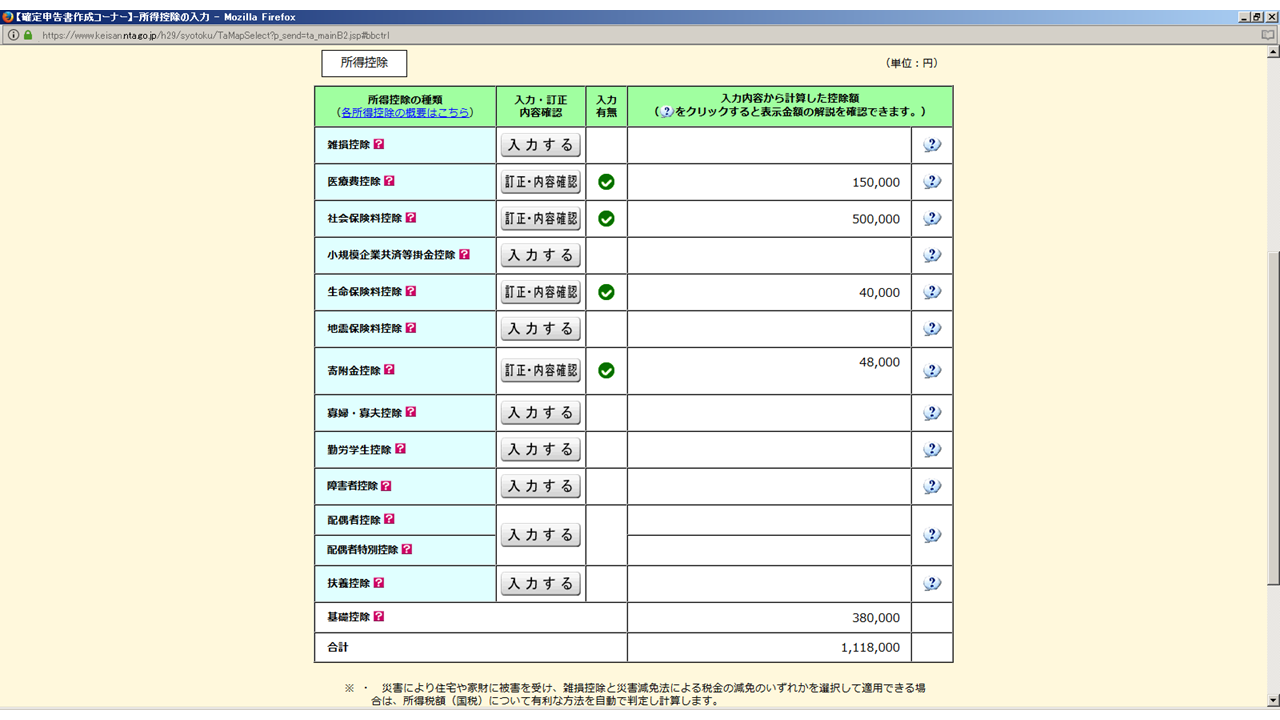 【確定申告書作成コーナー】-所得控除の入力 - Mozilla Firefox
https://www.keisan.nta.go.jp/h29/syotoku/TaMapSelect?p_send=ta_mainB2.jsp#bbctrl
所得控除
（単位：円）
所得控除の種類
（各所得控除の概要はこちら）
入力・訂正
内容確認
入力
有無
入力内容から計算した控除額
（?をクリックすると表示金額の解説を確認できます。）
雑損控除 ? 入力する ?
医療費控除 ? 訂正・内容確認 150,000 ?
社会保険料控除 ? 訂正・内容確認 500,000 ?
小規模企業共済等掛金控除 ? 入力する ?
生命保険料控除 ? 訂正・内容確認 40,000 ?
地震保険料控除 ? 入力する ?
寄附金控除 ? 訂正・内容確認 48,000 ?
寡婦・寡夫控除 ? 入力する ?
勤労学生控除 ? 入力する ?
障害者控除 ? 入力する ?
配偶者控除 ?
入力する ?
配偶者特別控除 ?
扶養控除 ? 入力する ?
基礎控除 ? 380,000
合計 1,118,000
※ ・ 災害により住宅や家財に被害を受け、雑損控除と災害減免法による税金の減免のいずれかを選択して適用できる場
合は、所得税額（国税）について有利な方法を自動で判定し計算します。